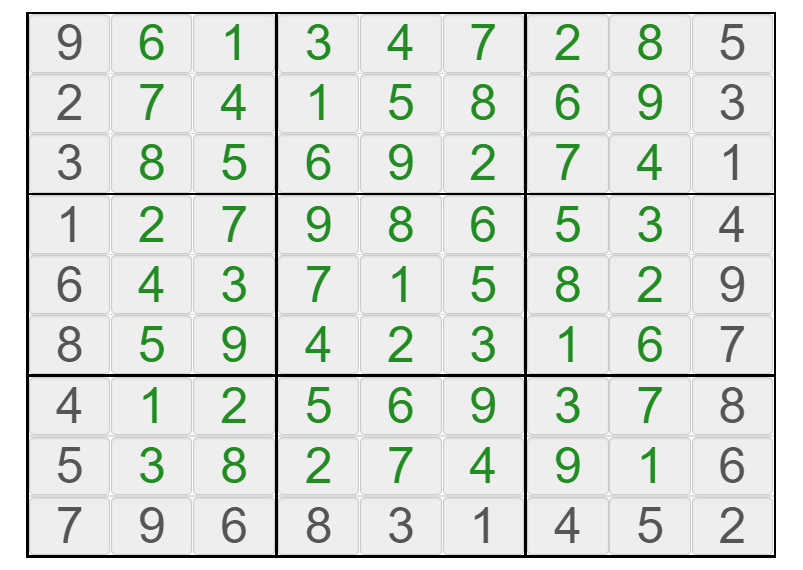 9 6 1 3 4 7 2 8 5
2 7 4 1 5 8 6 9 3
3 8 5 6 9 2 7 4 1
1 2 7 9 8 6 5 3 4
6 4 3 7 1 5 8 2 9
8 5 9 4 2 3 1 6 7
4 1 2 5 6 9 3 7 8
5 3 8 2 7 4 9 1 6
7 9 6 8 3 1 4 5 2